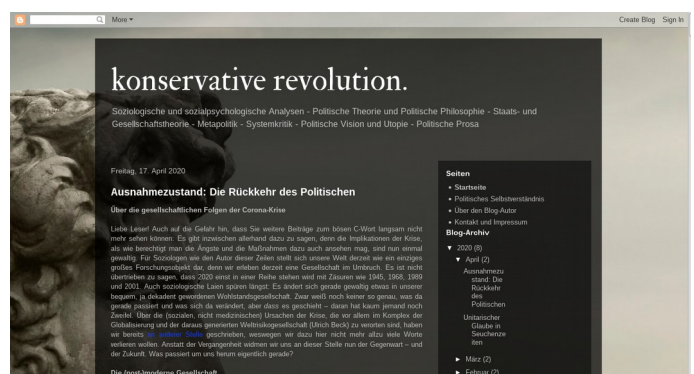 More ▾
Create Blog Sign In
konservative revolution.
Soziologische und sozialpsychologische Analysen - Politische Theorie und Politische Philosophie - Staats- und
Gesellschaftstheorie - Metapolitik - Systemkritik - Politische Vision und Utopie - Politische Prosa
Freitag, 17. April 2020
Ausnahmezustand: Die Rückkehr des Politischen
Über die gesellschaftlichen Folgen der Corona-Krise
Liebe Leser! Auch auf die Gefahr hin, dass Sie weitere Beiträge zum bösen C-Wort langsam nicht
mehr sehen können: Es gibt inzwischen allerhand dazu zu sagen, denn die Implikationen der Krise,
als wie berechtigt man die Ängste und die Maßnahmen dazu auch ansehen mag, sind nun einmal
gewaltig. Für Soziologen wie den Autor dieser Zeilen stellt sich unsere Welt derzeit wie ein einziges
großes Forschungsobjekt dar, denn wir erleben derzeit eine Gesellschaft im Umbruch. Es ist nicht
übertrieben zu sagen, dass 2020 einst in einer Reihe stehen wird mit Zäsuren wie 1945, 1968, 1989
und 2001. Auch soziologische Laien spüren längst: Es ändert sich gerade gewaltig etwas in unserer
bequem, ja dekadent gewordenen Wohlstandsgesellschaft. Zwar weiß noch keiner so genau, was da
gerade passiert und was sich da verändert, aber dass es geschieht – daran hat kaum jemand noch
Zweifel. Über die (sozialen, nicht medizinischen) Ursachen der Krise, die vor allem im Komplex der
Globalisierung und der daraus generierten Weltrisikogesellschaft (Ulrich Beck) zu verorten sind, haben
wir bereits an anderer Stelle geschrieben, weswegen wir dazu hier nicht mehr allzu viele Worte
verlieren wollen. Anstatt der Vergangenheit widmen wir uns an dieser Stelle nun der Gegenwart – und
der Zukunft. Was passiert um uns herum eigentlich gerade?
Die (post-)moderne Gesellschaft
Seiten
Startseite
Politisches Selbstverständnis
Über den Blog-Autor
Kontakt und Impressum
Blog-Archiv
▼ 2020 (8)
▼ April (2)
Ausnahmezu
stand: Die
Rückkehr
des
Politischen
Unitarischer
Glaube in
Seuchenze
iten
► März (2)
► Februar (2)